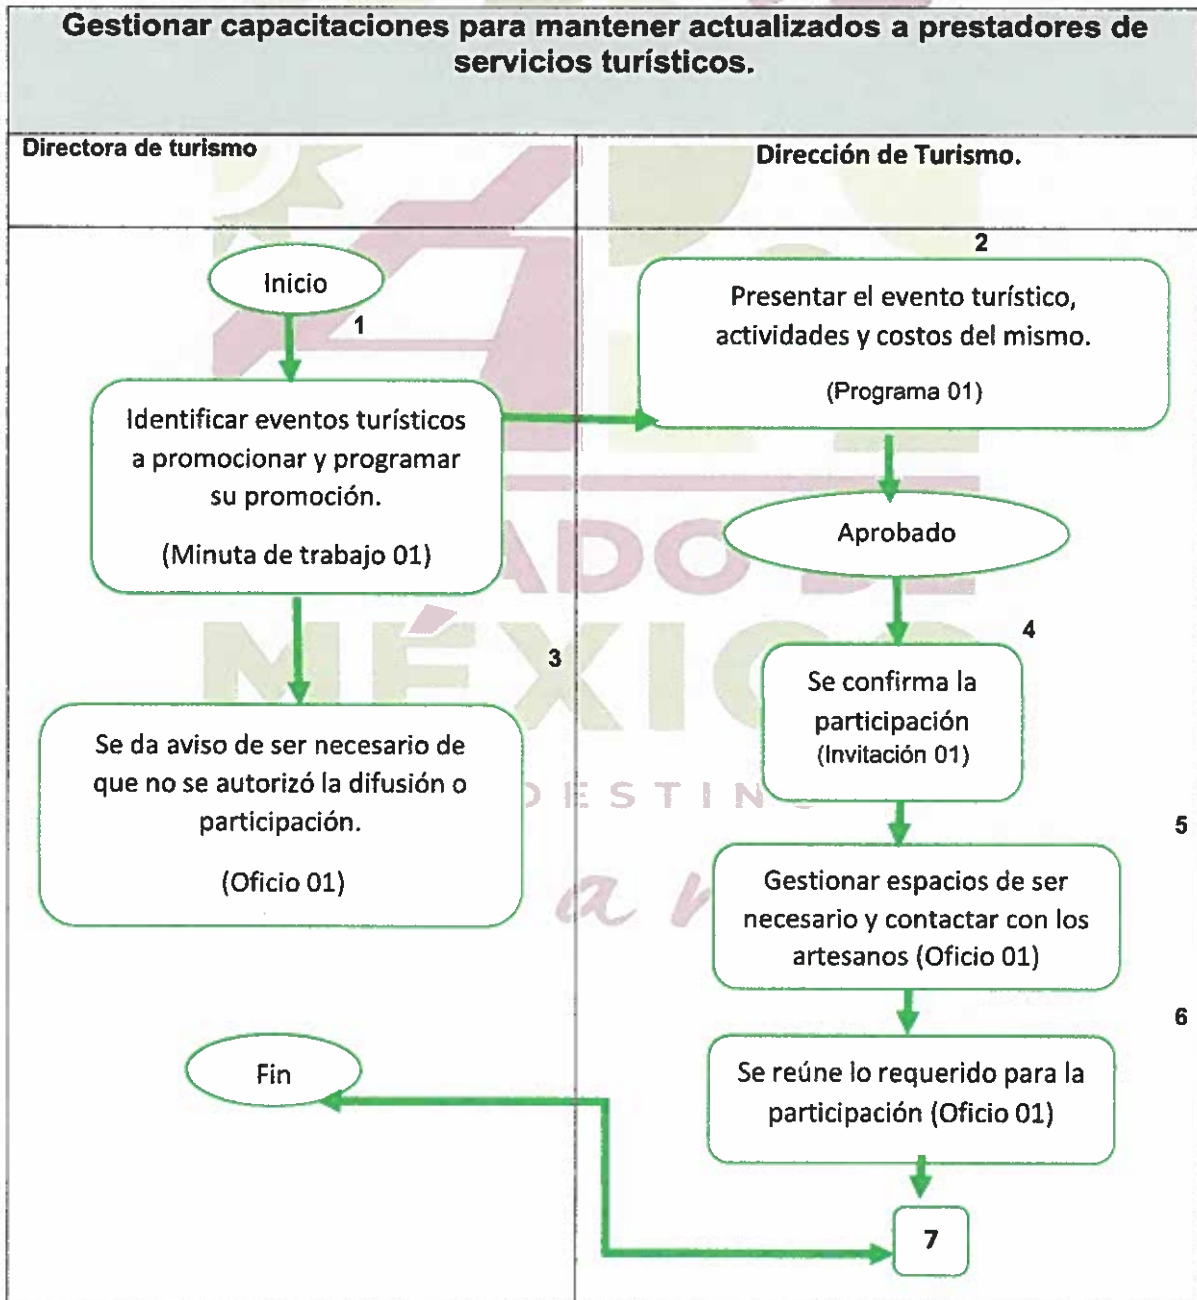 Gestionar capacitaciones para mantener actualizados a prestadores de
servicios turísticos.
Directora de turismo
Dirección de Turismo.
Inicio
1
2
Presentar el evento turístico,
actividades y costos del mismo.
(Programa 01)
Identificar eventos turísticos
a promocionar y programar
su promoción.
(Minuta de trabajo 01)
Aprobado
3
4
Se confirma la
participación
(Invitación 01)
Se da aviso de ser necesario de
que no se autorizó la difusión o
participación.
(Oficio 01)
5
Gestionar espacios de ser
necesario y contactar con los
artesanos (Oficio 01)
6
Se reúne lo requerido para la
participación (Oficio 01)
Fin
7
ADO DE
MÉXICO
DESTIN